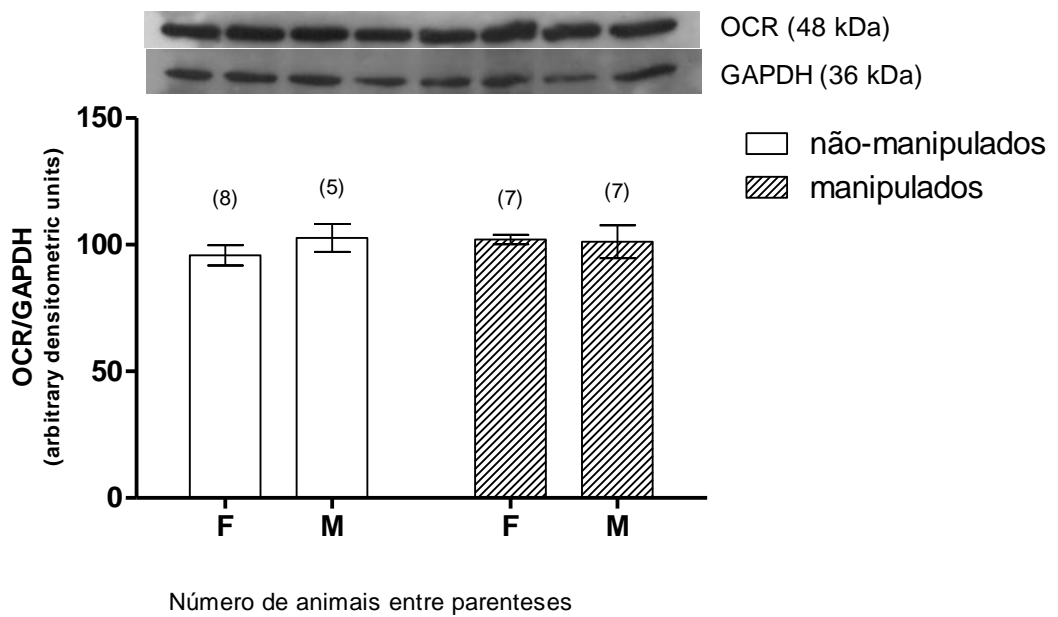 OCR (48 kDa)
GAPDH (36 kDa)
não-manipulados
manipulados
OCR/GAPDH
(arbitrary densitometric units)
150
100
50
0
(8)
(5)
(7)
(7)
F
M
F
M
Número de animais entre parenteses